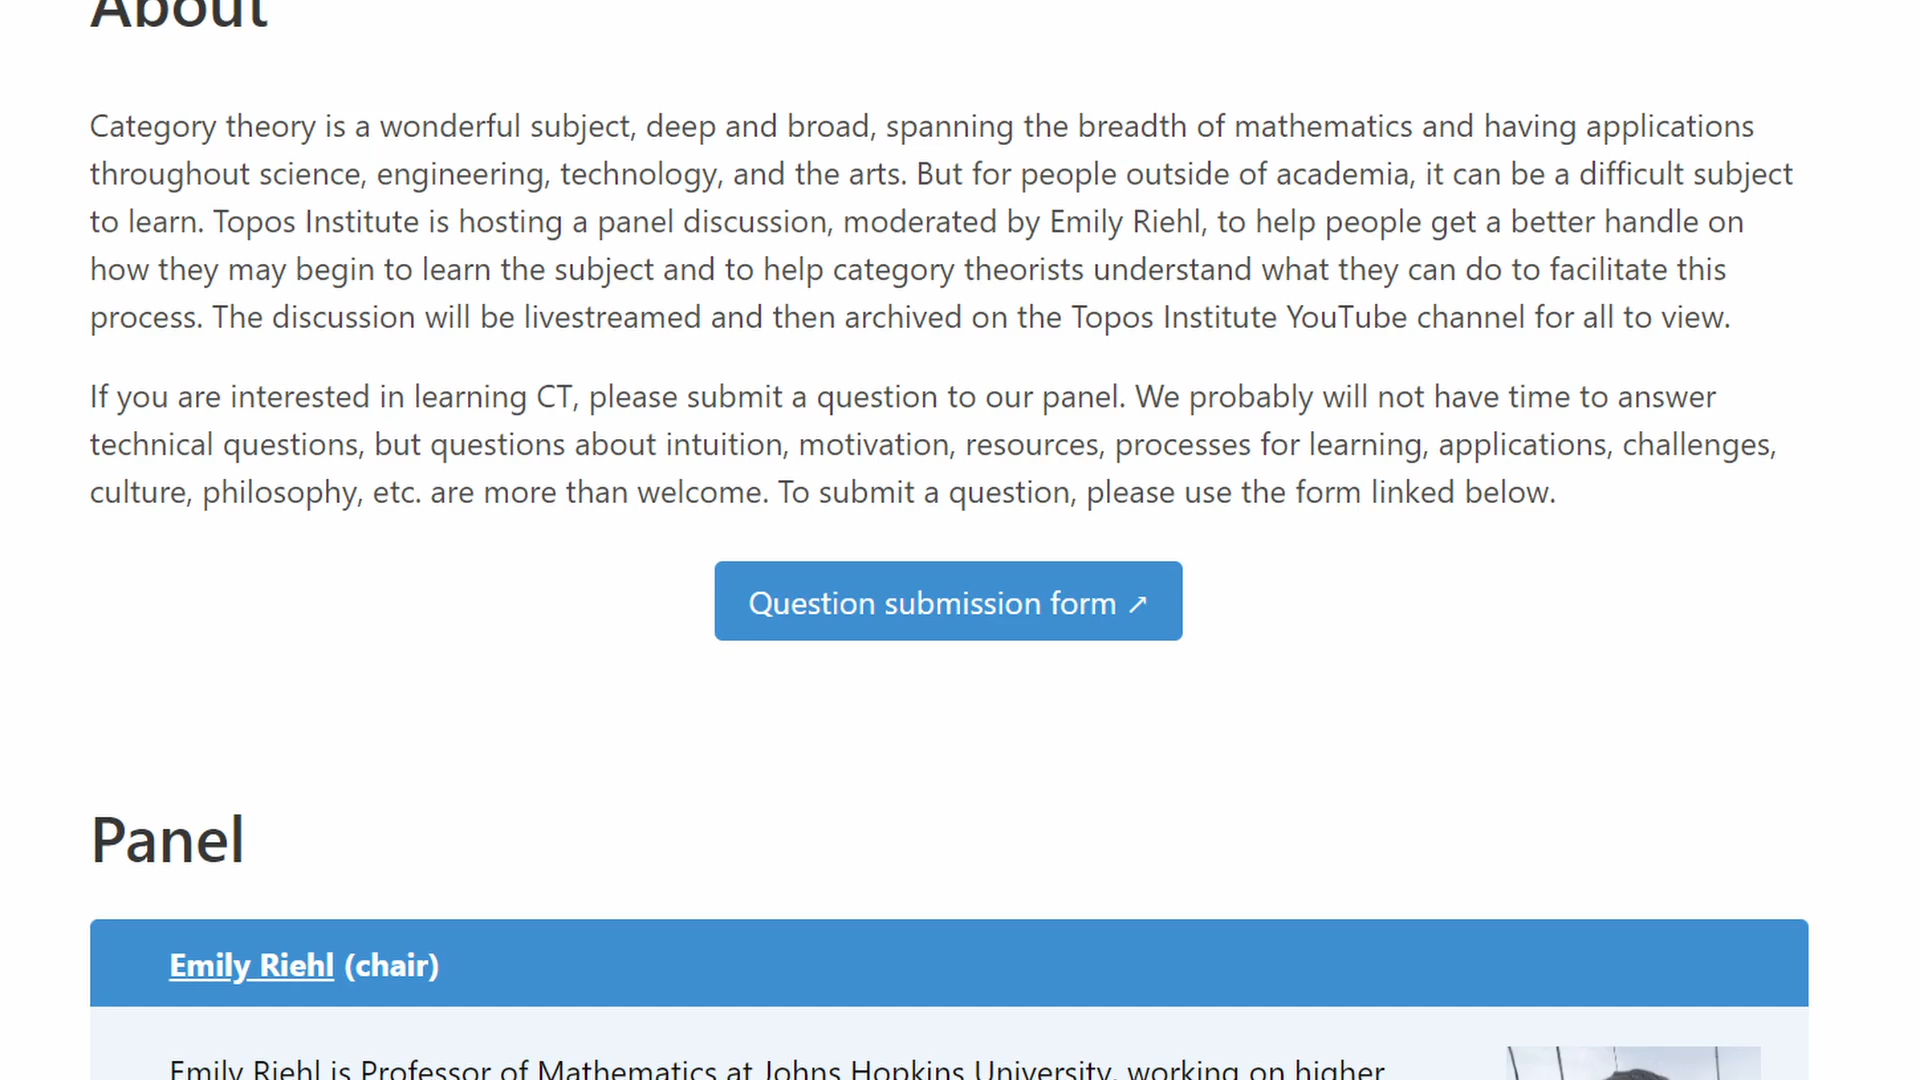 About
Category theory is a wonderful subject, deep and broad, spanning the breadth of mathematics and having applications
throughout science, engineering, technology, and the arts. But for people outside of academia, it can be a difficult subject
to learn. Topos Institute is hosting a panel discussion, moderated by Emily Riehl, to help people get a better handle on
how they may begin to learn the subject and to help category theorists understand what they can do to facilitate this
process. The discussion will be livestreamed and then archived on the Topos Institute YouTube channel for all to view.
If you are interested in learning CT, please submit a question to our panel. We probably will not have time to answer
technical questions, but questions about intuition, motivation, resources, processes for learning, applications, challenges,
culture, philosophy, etc. are more than welcome. To submit a question, please use the form linked below.
Question submission form ↗
Panel
Emily Riehl (chair)
Emily Riehl is Professor of Mathematics at Johns Hopkins University, working on higher